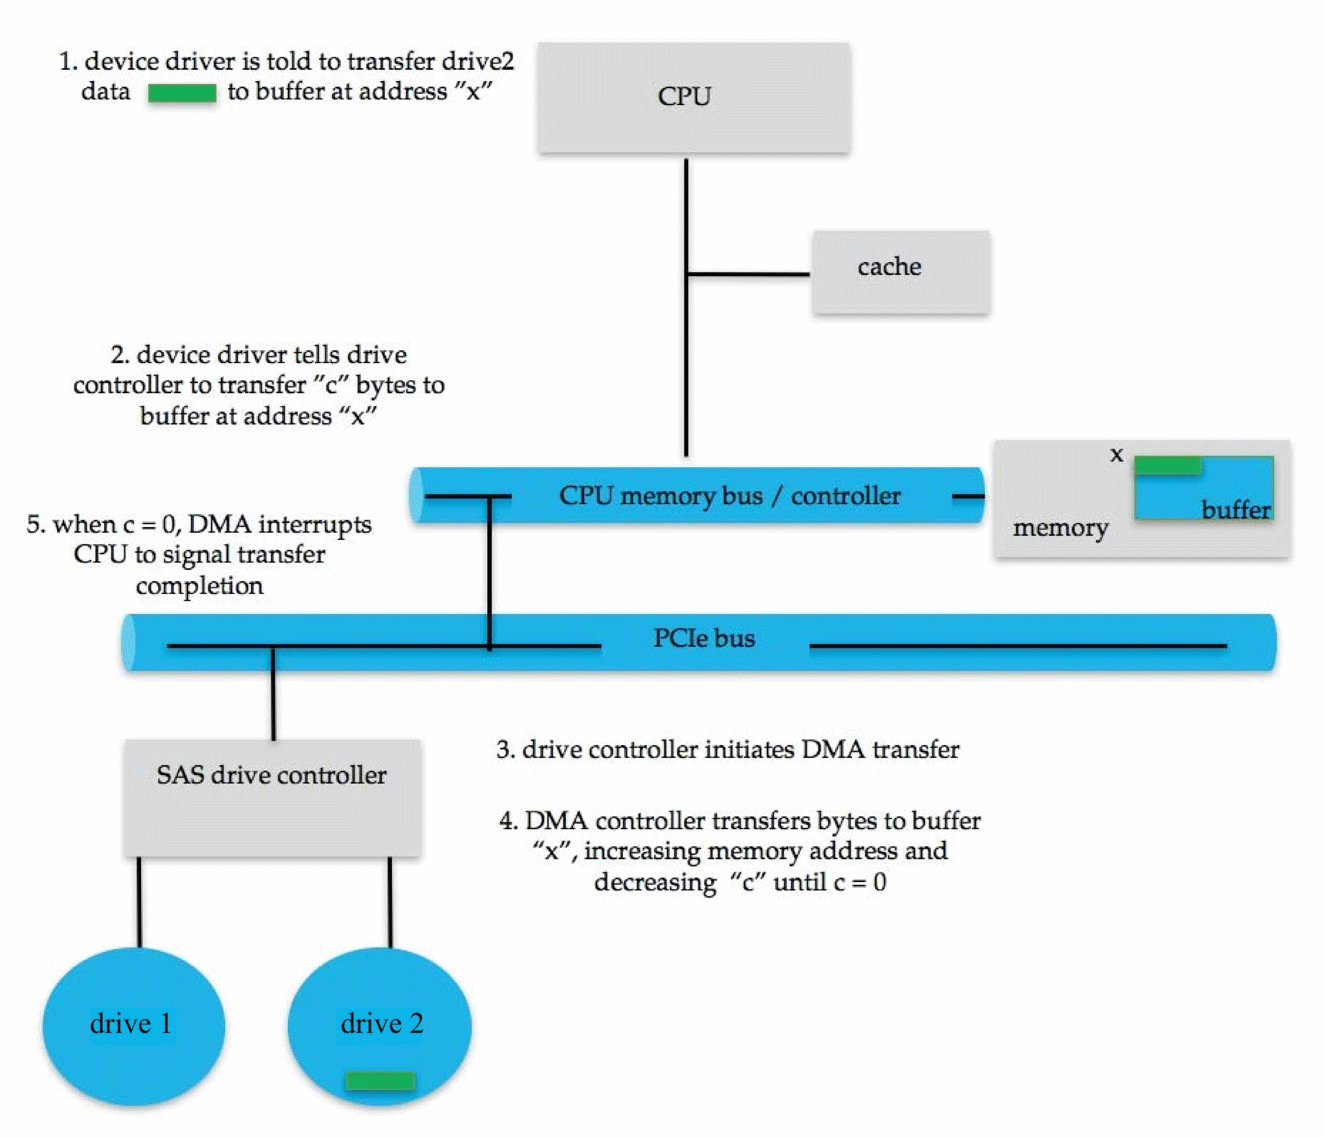 1. device driver is told to transfer drive2
data to buffer at address "x"
CPU
cache
2. device driver tells drive
controller to transfer "c" bytes to
buffer at address "x"
CPU memory bus / controller
x
buffer
memory
5. when c = 0, DMA interrupts
CPU to signal transfer
completion
PCIe bus
SAS drive controller
3. drive controller initiates DMA transfer
4. DMA controller transfers bytes to buffer
"x", increasing memory address and
decreasing "c" until c = 0
drive 1
drive 2